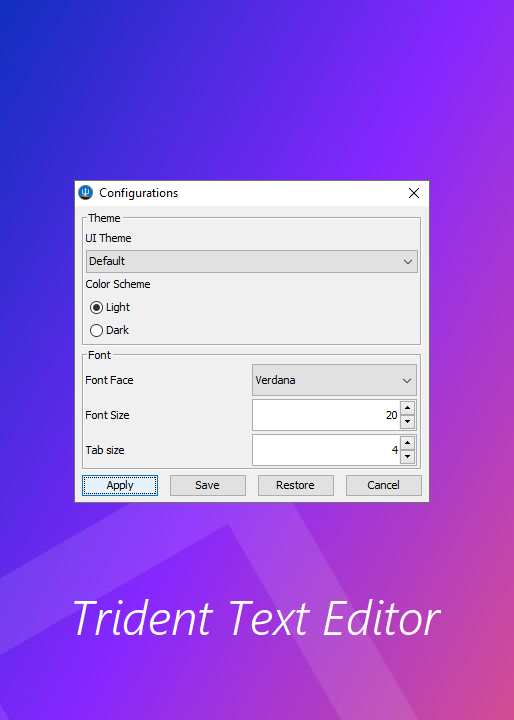 Configurations
Theme
UI Theme
Default
Color Scheme
Light
Dark
Font
Font Face Verdana
Font Size 20
Tab size 4
Apply Save Restore Cancel
Trident Text Editor